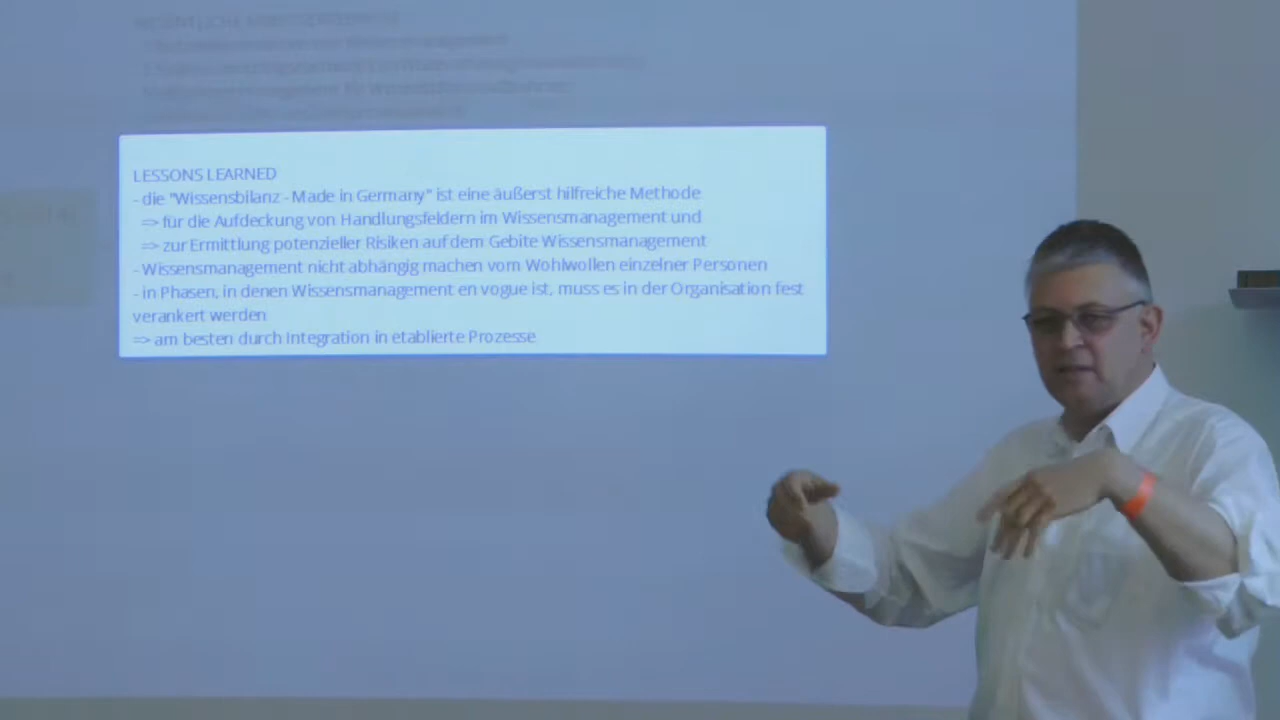 LESSONS LEARNED
- die "Wissensbilanz - Made in Germany" ist eine äußerst hilfreiche Methode
=> für die Aufdeckung von Handlungsfeldern im Wissensmanagement und
=> zur Ermittlung potenzieller Risiken auf dem Gebite Wissensmanagement
- Wissensmanagement nicht abhängig machen vom Wohlwollen einzelner Personen
- in Phasen, in denen Wissensmanagement en vogue ist, muss es in der Organisation fest
verankert werden
=> am besten durch Integration in etablierte Prozesse